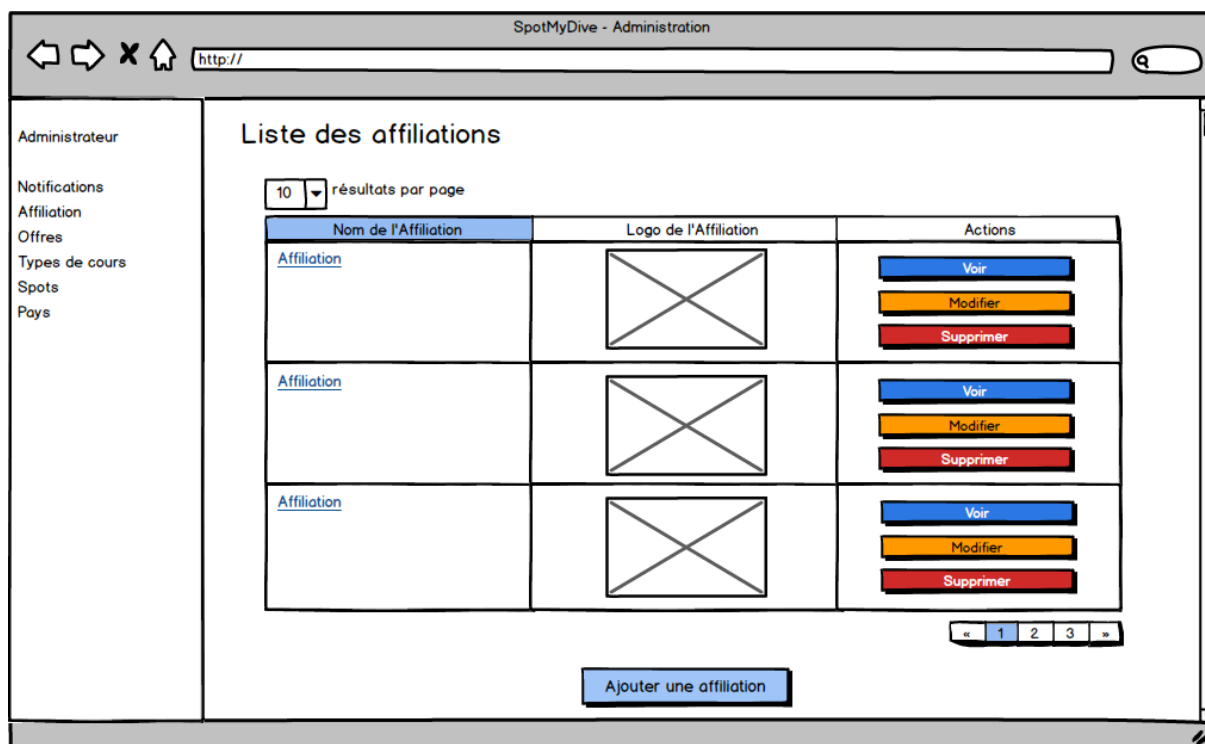 SpotMyDive - Administration
http://
Administrateur
Notifications
Affiliation
Offres
Types de cours
Spots
Pays
Liste des affiliations
10 résultats par page
Nom de l'Affiliation Logo de l'Affiliation Actions
Affiliation
Voir
Modifier
Supprimer
Affiliation
Voir
Modifier
Supprimer
Affiliation
Voir
Modifier
Supprimer
« 1 2 3 »
Ajouter une affiliation